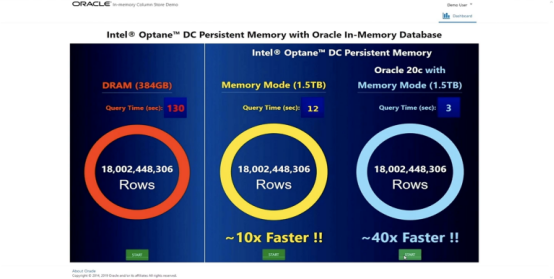 ORACLE In-memory Column Store Demo
Demo User
Dashboard
Intel® Optane™ DC Persistent Memory with Oracle In-Memory Database
Intel® Optane™ DC Persistent Memory
DRAM (384GB)
Query Time (sec): 130
18,002,448,306
Rows
START
Memory Mode (1.5TB)
Query Time (sec): 12
18,002,448,306
Rows
~10x Faster !!
START
Oracle 20c with
Memory Mode (1.5TB)
Query Time (sec): 3
18,002,448,306
Rows
~40x Faster !!
START
About Oracle
Copyright © 2019, 2019 Oracle and/or its affiliates All rights reserved.